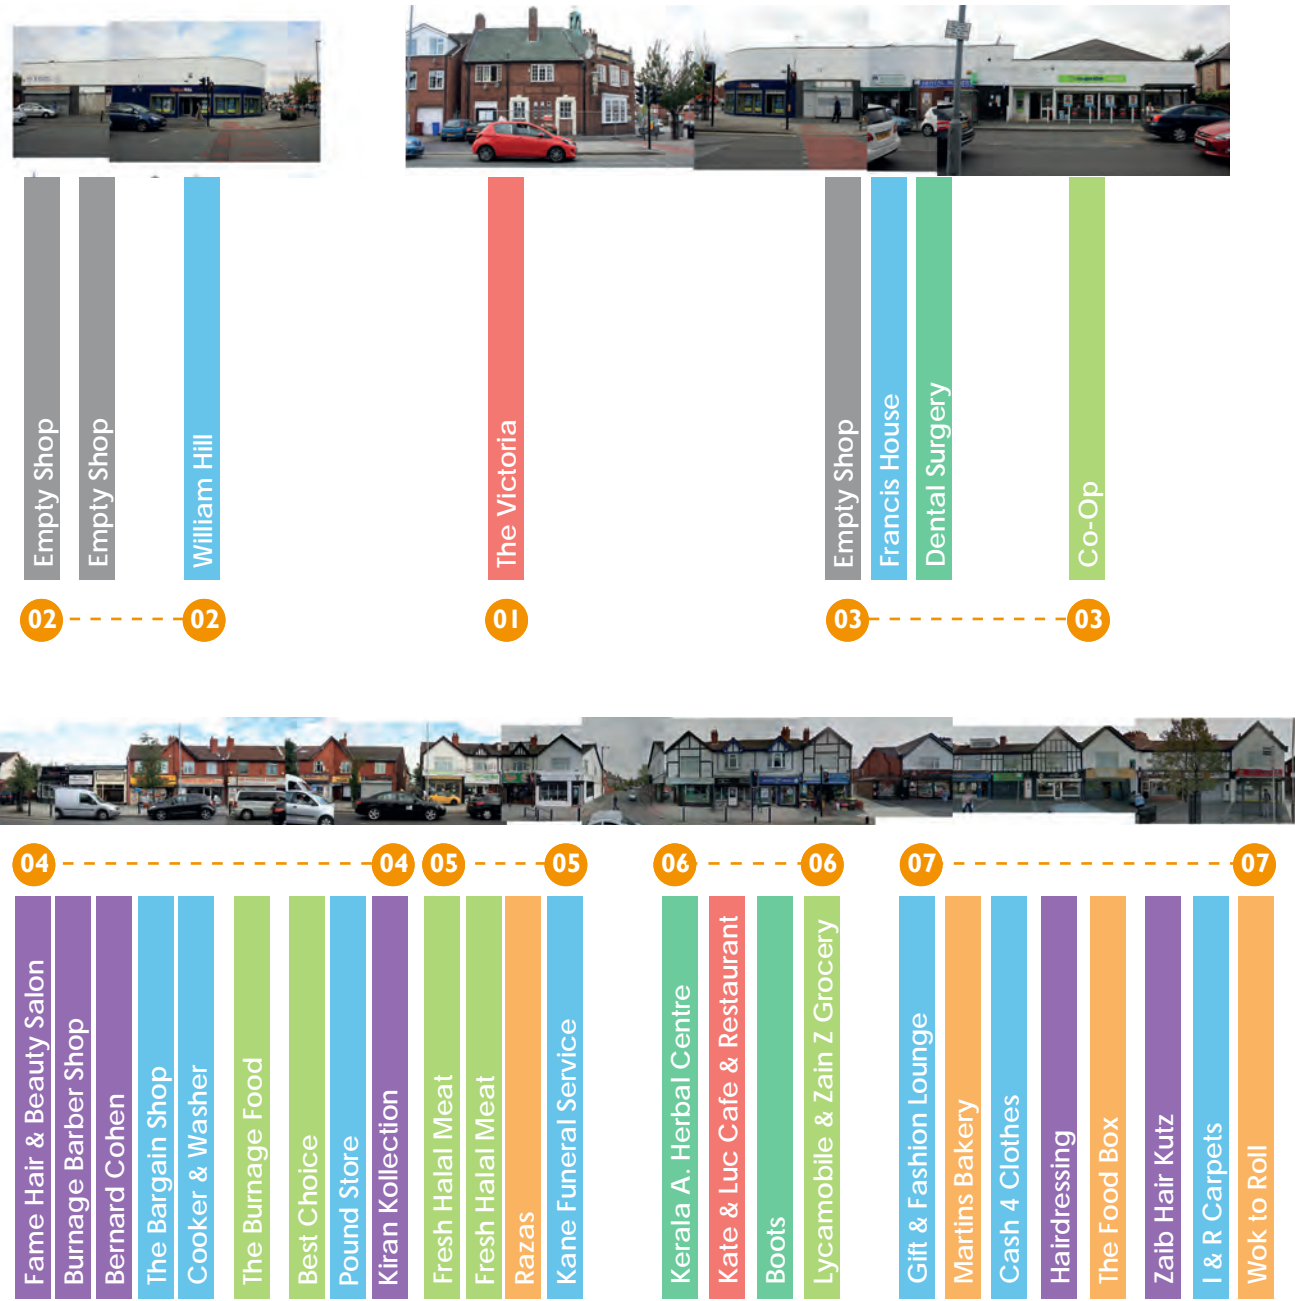 Empty Shop
Empty Shop
William Hill
The Victoria
Empty Shop
Francis House
Dental Surgery
Co-Op
02
02
01
03
03
04
04
05
05
06
06
07
07
Fame Hair & Beauty Salon
Burnage Barber Shop
Bernard Cohen
The Bargain Shop
Cooker & Washer
The Burnage Food
Best Choice
Pound Store
Kiran Kollection
Fresh Halal Meat
Fresh Halal Meat
Razas
Kane Funeral Service
Kerala A. Herbal Centre
Kate & Luc Cafe & Restaurant
Boots
Lycamobile & Zain Z Grocery
Gift & Fashion Lounge
Martins Bakery
Cash 4 Clothes
Hairdressing
The Food Box
Zaib Hair Kutz
I & R Carpets
Wok to Roll